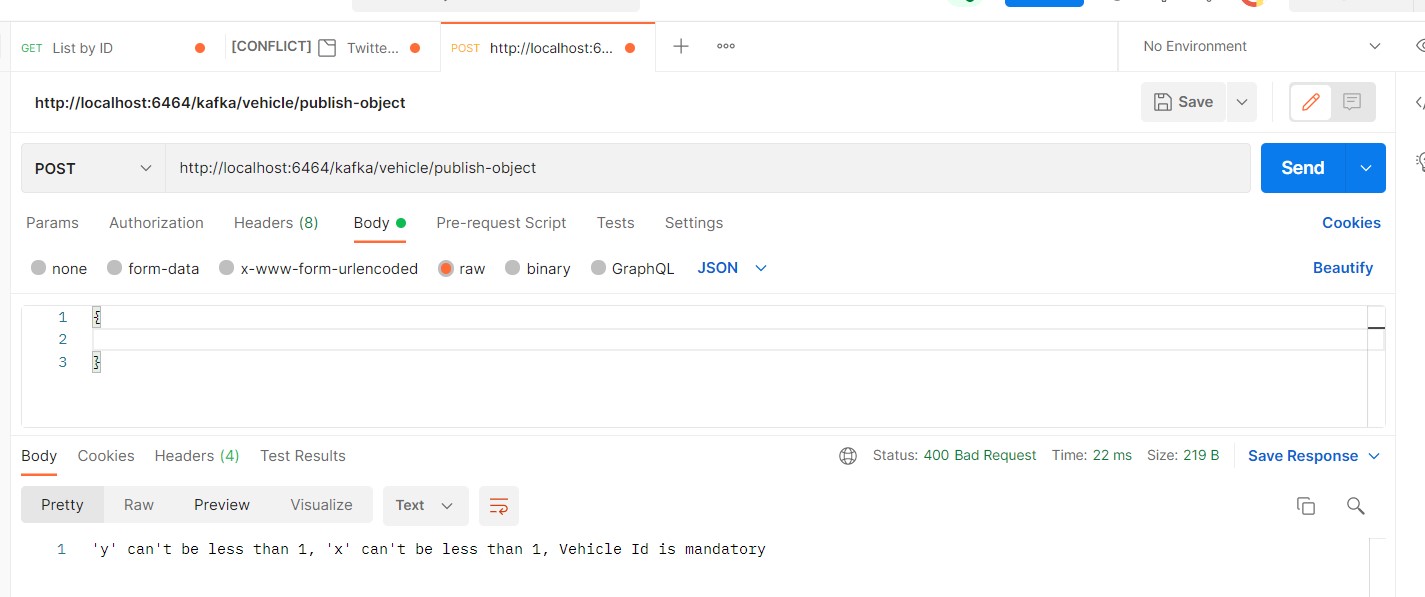 GET List by ID [CONFLICT] Twitte... POST http://localhost:6... No Environment
http://localhost:6464/kafka/vehicle/publish-object Save
POST http://localhost:6464/kafka/vehicle/publish-object Send
Params Authorization Headers (8) Body Pre-request Script Tests Settings Cookies
none form-data x-www-form-urlencoded raw binary GraphQL JSON Beautify
1 {
2
3 }
Body Cookies Headers (4) Test Results Status: 400 Bad Request Time: 22 ms Size: 219 B Save Response
Pretty Raw Preview Visualize Text
1 'y' can't be less than 1, 'x' can't be less than 1, Vehicle Id is mandatory